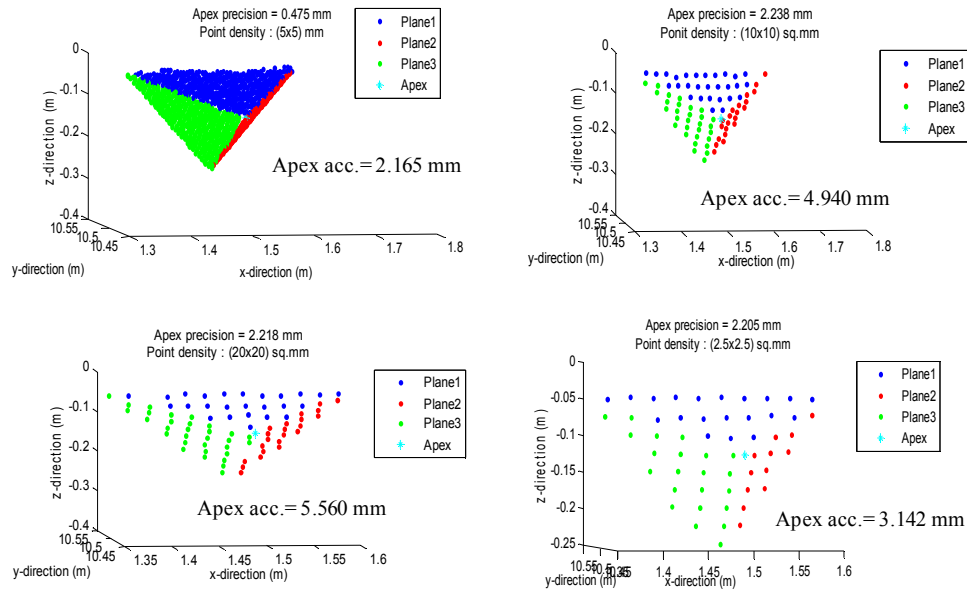 Apex precision = 0.475 mm
Point density : (5x5) mm
Plane1
Plane2
Plane3
Apex
0
-0.1
-0.2
-0.3
-0.4
z-direction (m )
Apex acc.= 2.165 mm
10.55
10.5
10.45
1.3
1.4
1.5
1.6
1.7
1.8
y-direction (m)
x-direction (m)
Apex precision = 2.238 mm
Ponit density : (10x10) sq.mm
Plane1
Plane2
Plane3
Apex
0
-0.1
-0.2
-0.3
-0.4
z-direction (m )
Apex acc.= 4.940 mm
10.55
10.5
10.45
1.3
1.4
1.5
1.6
1.7
1.8
y-direction (m)
x-direction (m)
Apex precision = 2.218 mm
Point density : (20x20) sq.mm
Plane1
Plane2
Plane3
Apex
0
-0.1
-0.2
-0.3
-0.4
z-direction (m )
Apex acc.= 5.560 mm
10.55
10.5
10.45
1.35
1.4
1.45
1.5
1.55
1.6
y-direction (m)
x-direction (m)
Apex precision = 2.205 mm
Point density : (2.5x2.5) sq.mm
Plane1
Plane2
Plane3
Apex
0
-0.05
-0.1
-0.15
-0.2
-0.25
z-direction (m )
Apex acc.= 3.142 mm
10.55
1.4
1.45
1.5
1.55
1.6
y-direction (m)
x-direction (m)